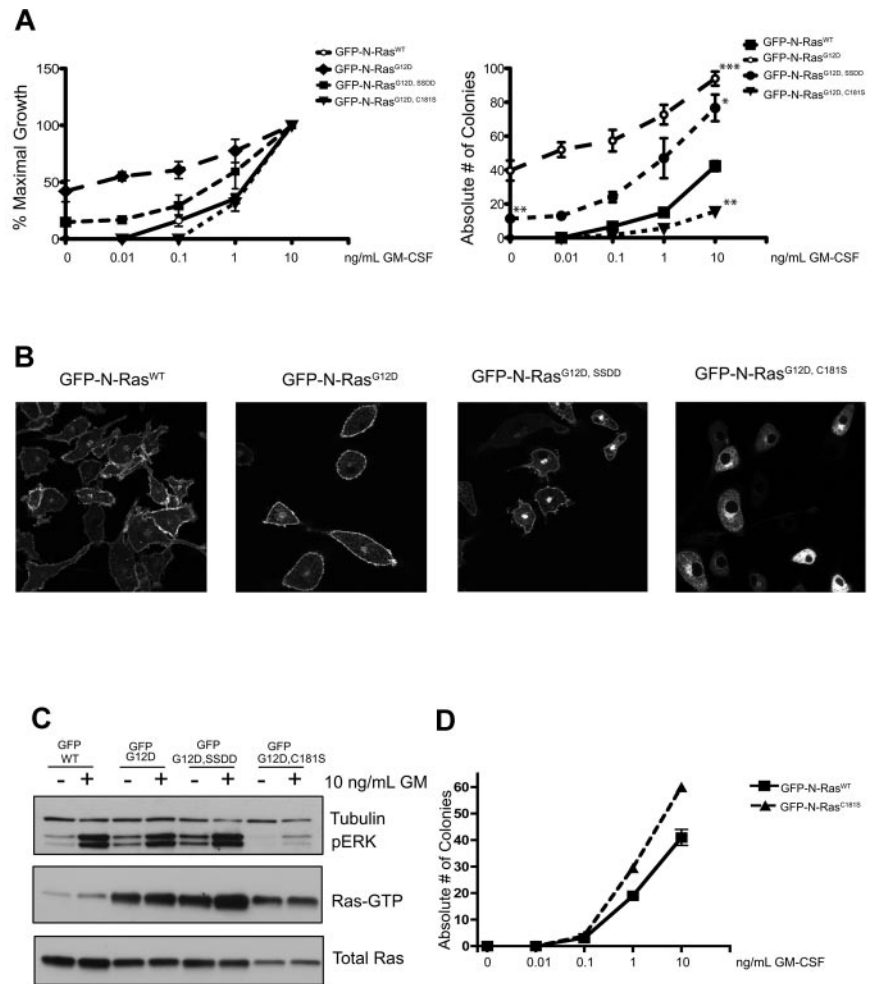 A
GFP-N-RasWT
GFP-N-RasG12D
GFP-N-RasG12D, SSDD
GFP-N-RasG12D, C181S
% Maximal Growth
150
100
50
0
0 0.01 0.1 1 10 ng/mL GM-CSF
GFP-N-RasWT
GFP-N-RasG12D
GFP-N-RasG12D, SSDD
GFP-N-RasG12D, C181S
Absolute # of Colonies
100
80
60
40
20
0
***
*
**
**
0 0.01 0.1 1 10 ng/mL GM-CSF
B
GFP-N-RasWT GFP-N-RasG12D GFP-N-RasG12D, SSDD GFP-N-RasG12D, C181S
C
GFP WT
GFP G12D
GFP G12D,SSDD
GFP G12D,C181S
- + - + - + - + 10 ng/mL GM
Tubulin
pERK
Ras-GTP
Total Ras
D
GFP-N-RasWT
GFP-N-RasC181S
Absolute # of Colonies
60
50
40
30
20
10
0
0 0.01 0.1 1 10 ng/mL GM-CSF